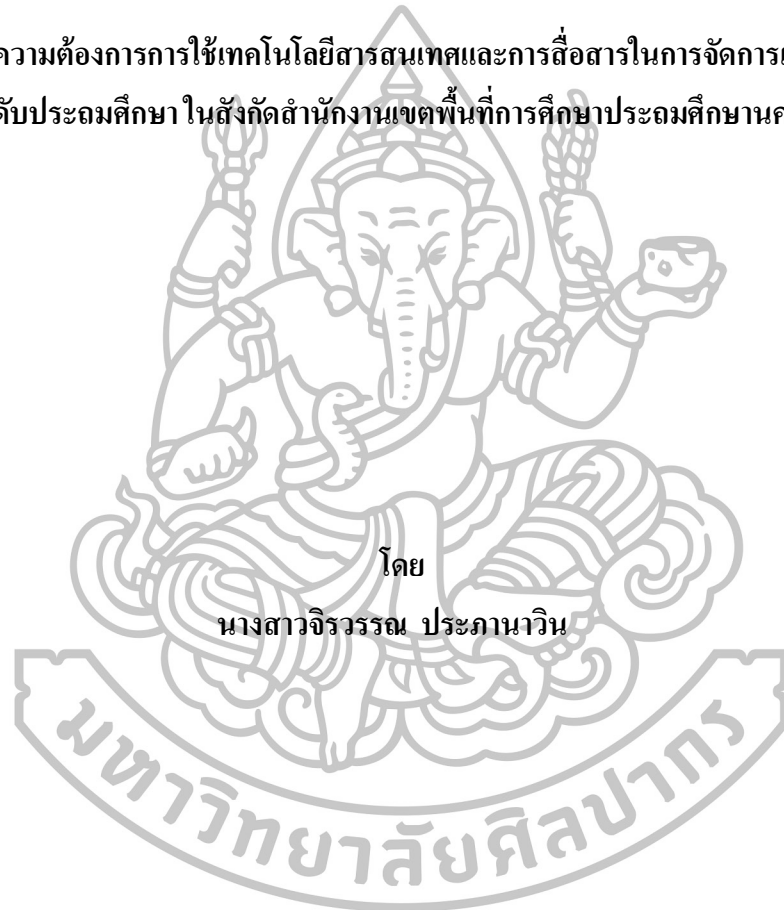 ความต้องการการใช้เทคโนโลยีสารสนเทศและการสื่อสารในการจัดการ
ประถมศึกษา ในสังกัดสำนักงานเขตพื้นที่การศึกษาประถมศึกษา
โดย
นางสาวจิรวรรณ ประภานาวิน
มหาวิทยาลัยศิลปากร